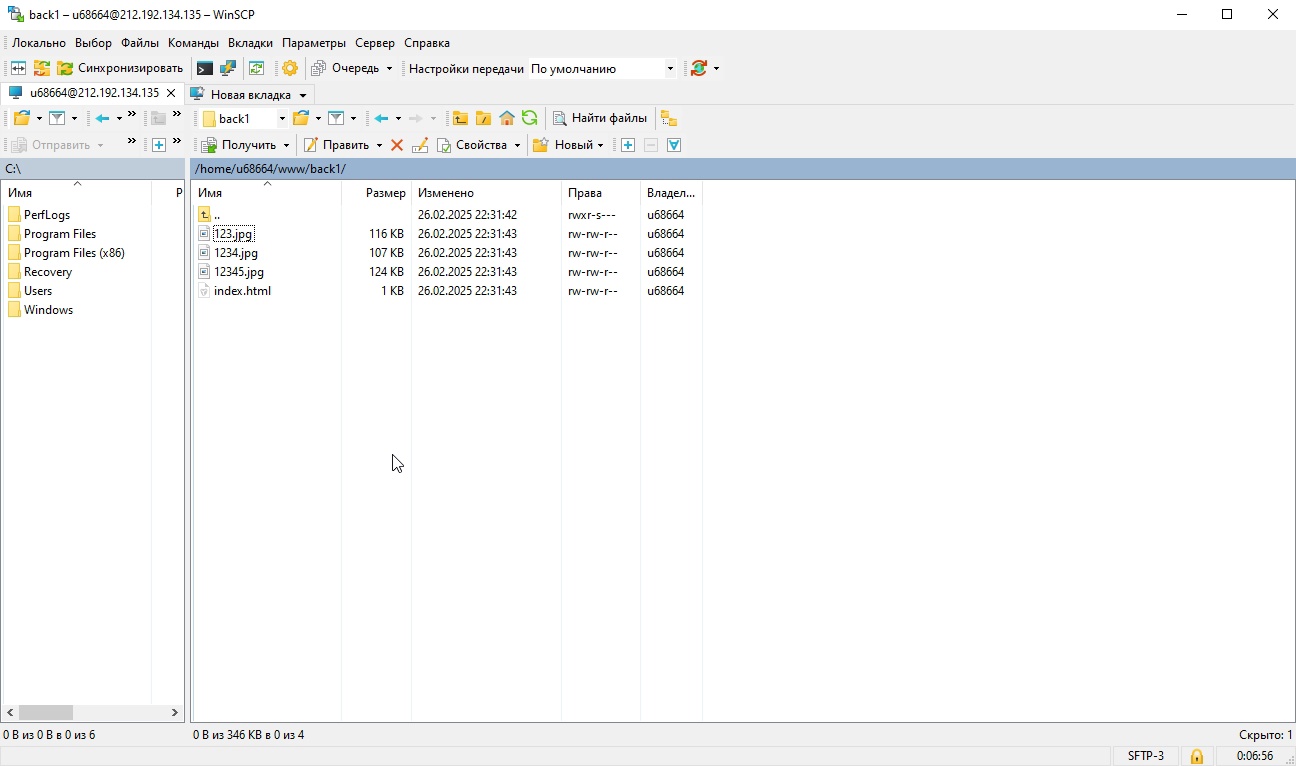 back1 – u68664@212.192.134.135 – WinSCP
Локально Выбор Файлы Команды Вкладки Параметры Сервер Справка
Синхронизировать Очередь Настройки передачи По умолчанию
u68664@212.192.134.135 Новая вкладка
back1 Найти файлы
Отправить Получить Править Свойства Новый
C:\ /home/u68664/www/back1/
Имя Р Имя Размер Изменено Права Владел...
PerfLogs .. 26.02.2025 22:31:42 rwxr-s--- u68664
Program Files 123.jpg 116 KB 26.02.2025 22:31:43 rw-rw-r-- u68664
Program Files (x86) 1234.jpg 107 KB 26.02.2025 22:31:43 rw-rw-r-- u68664
Recovery 12345.jpg 124 KB 26.02.2025 22:31:43 rw-rw-r-- u68664
Users index.html 1 KB 26.02.2025 22:31:43 rw-rw-r-- u68664
Windows
0 B из 0 B в 0 из 6 0 B из 346 KB в 0 из 4 Скрыто: 1
SFTP-3 0:06:56